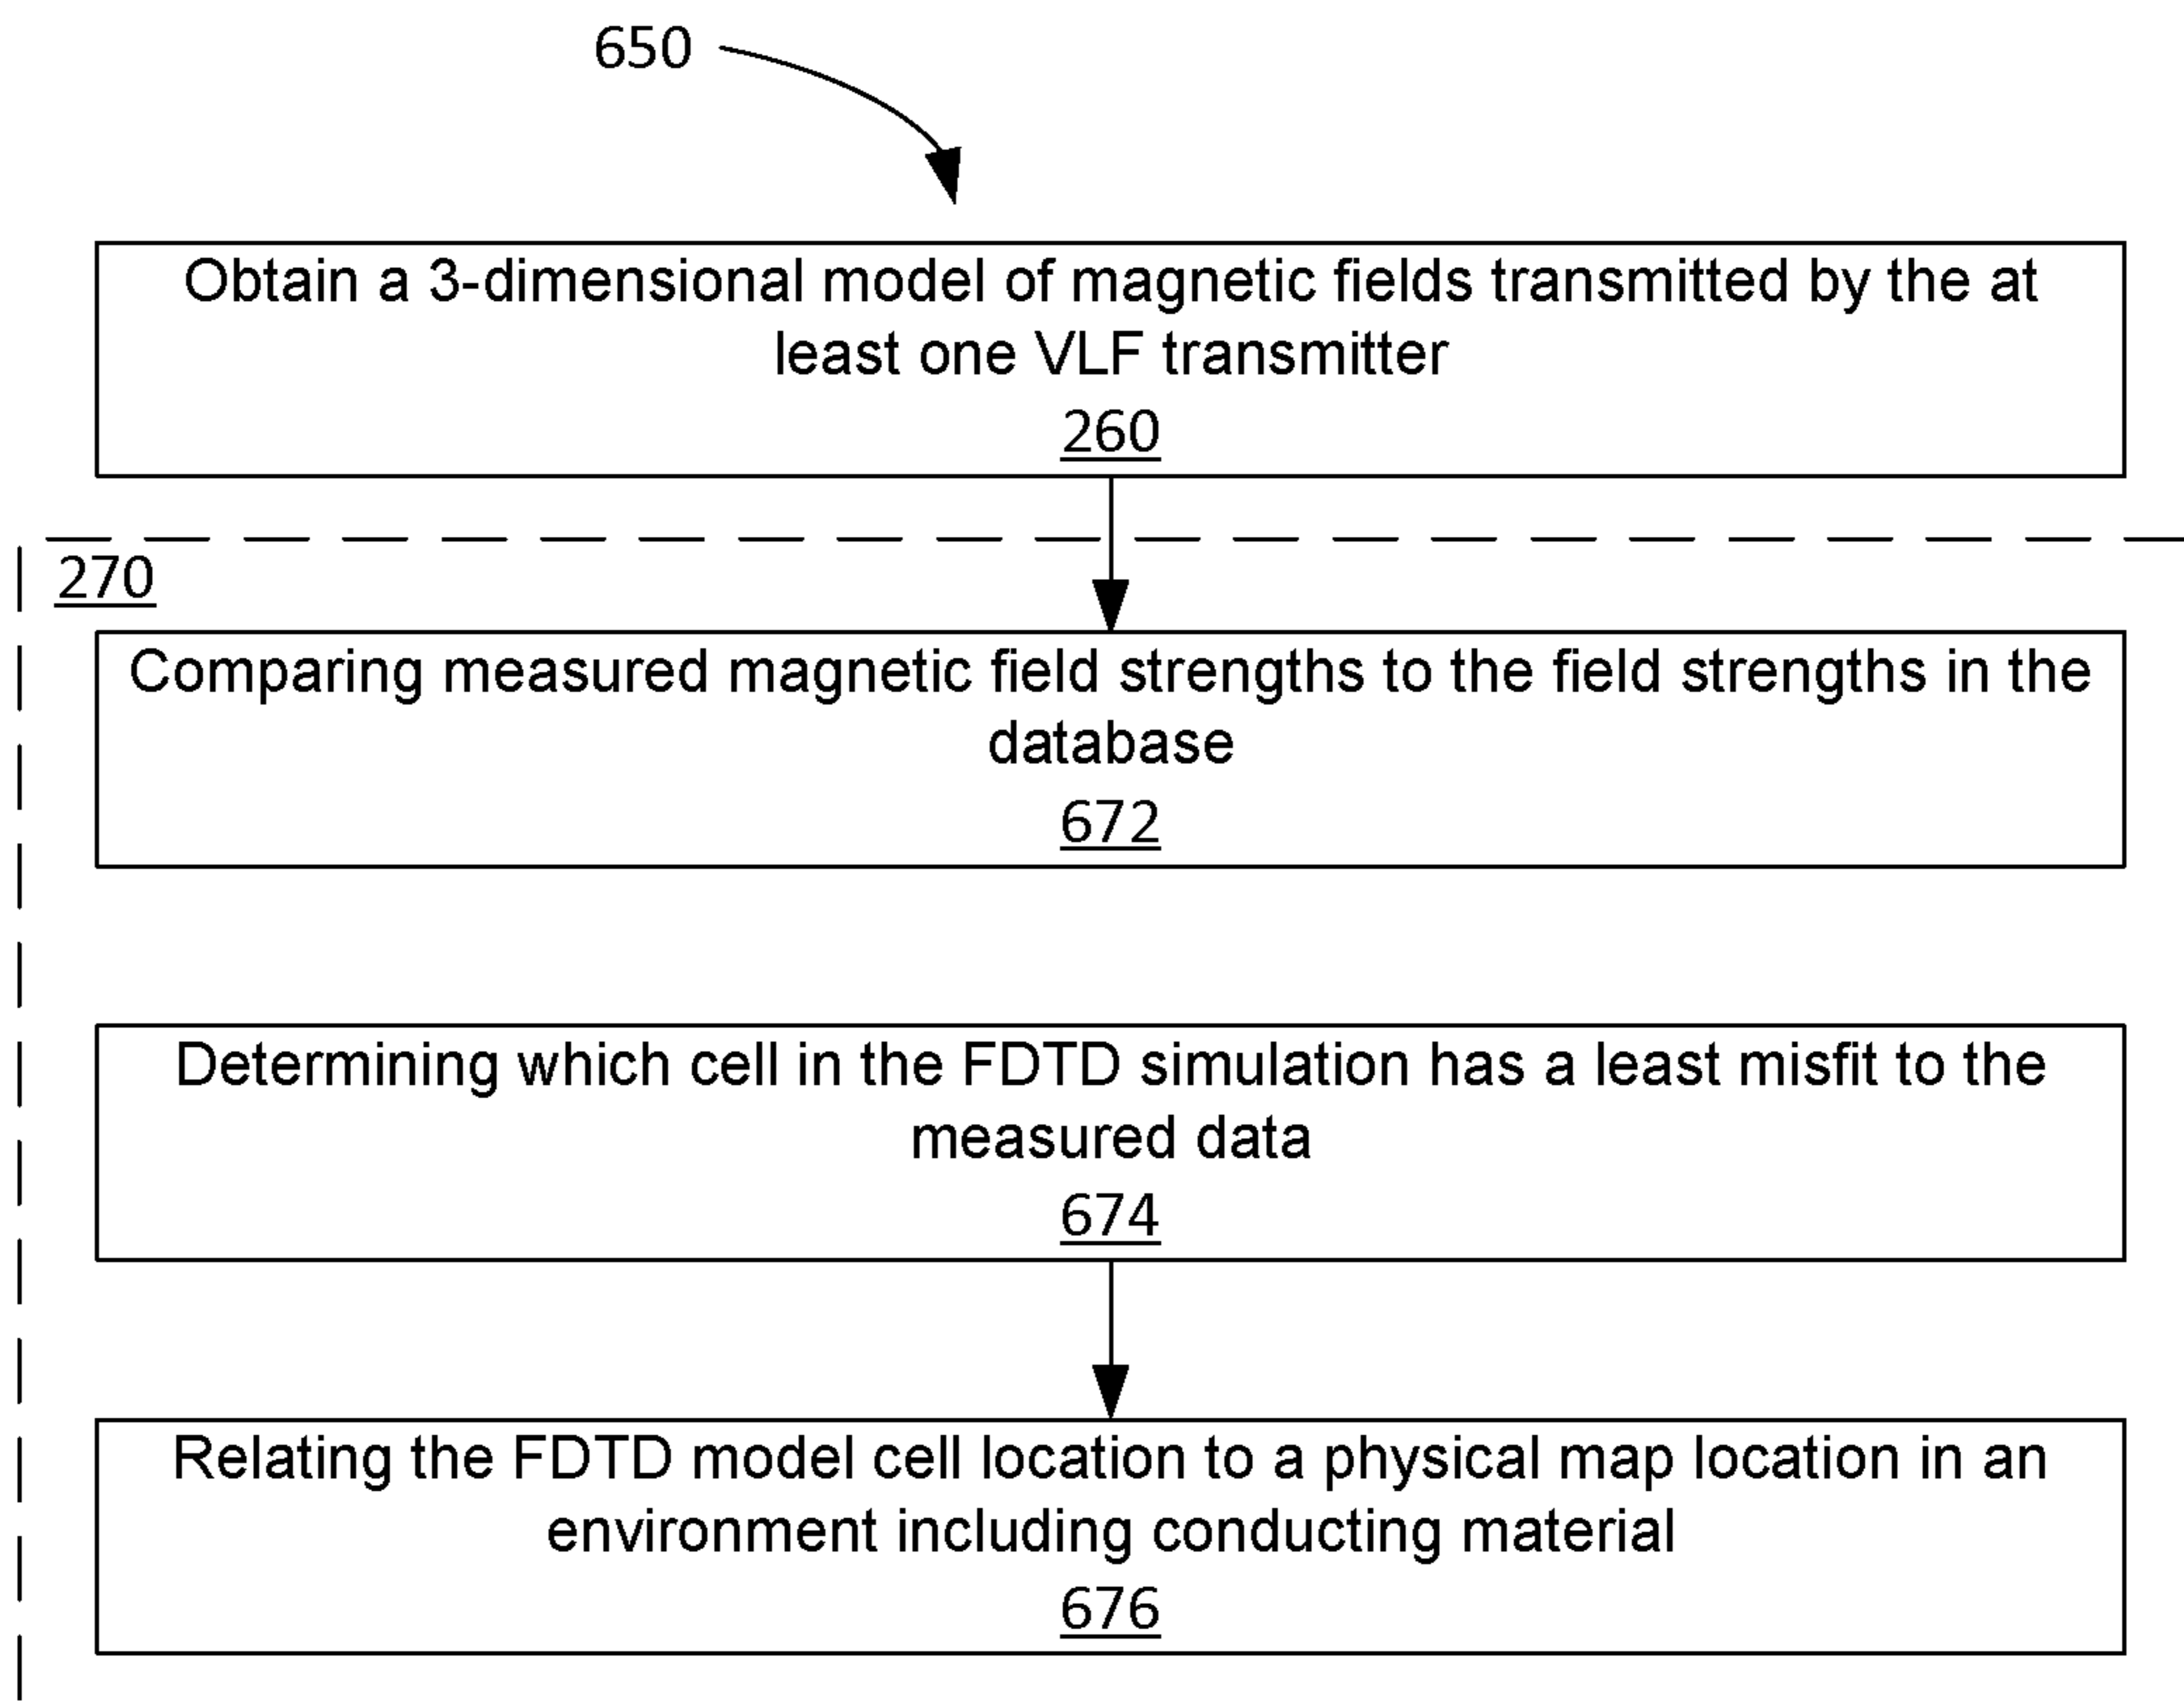 650
Obtain a 3-dimensional model of magnetic fields transmitted by the at
least one VLF transmitter
260
270
Comparing measured magnetic field strengths to the field strengths in the
database
672
Determining which cell in the FDTD simulation has a least misfit to the
measured data
674
Relating the FDTD model cell location to a physical map location in an
environment including conducting material
676